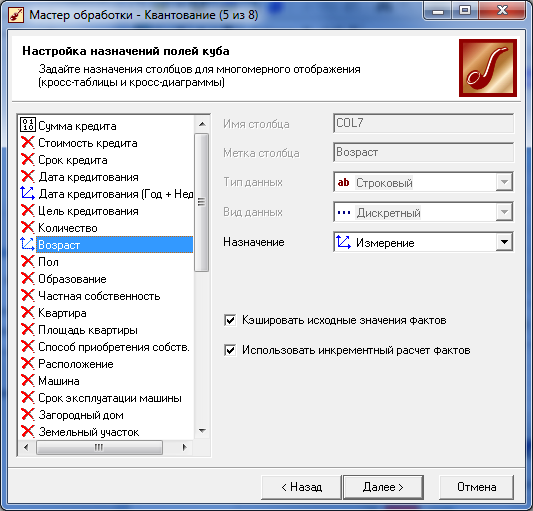 Мастер обработки - Квантование (5 из 8)
Настройка назначений полей куба
Задайте назначения столбцов для многомерного отображения
(кросс-таблицы и кросс-диаграммы)
Сумма кредита
Стоимость кредита
Срок кредита
Дата кредитования
Дата кредитования (Год + Нед
Цель кредитования
Количество
Возраст
Пол
Образование
Частная собственность
Квартира
Площадь квартиры
Способ приобретения собств.
Расположение
Машина
Срок эксплуатации машины
Загородный дом
Земельный участок
Имя столбца COL7
Метка столбца Возраст
Тип данных ab Строковый
Вид данных Дискретный
Назначение Измерение
Кэшировать исходные значения фактов
Использовать инкрементный расчет фактов
< Назад Далее > Отмена